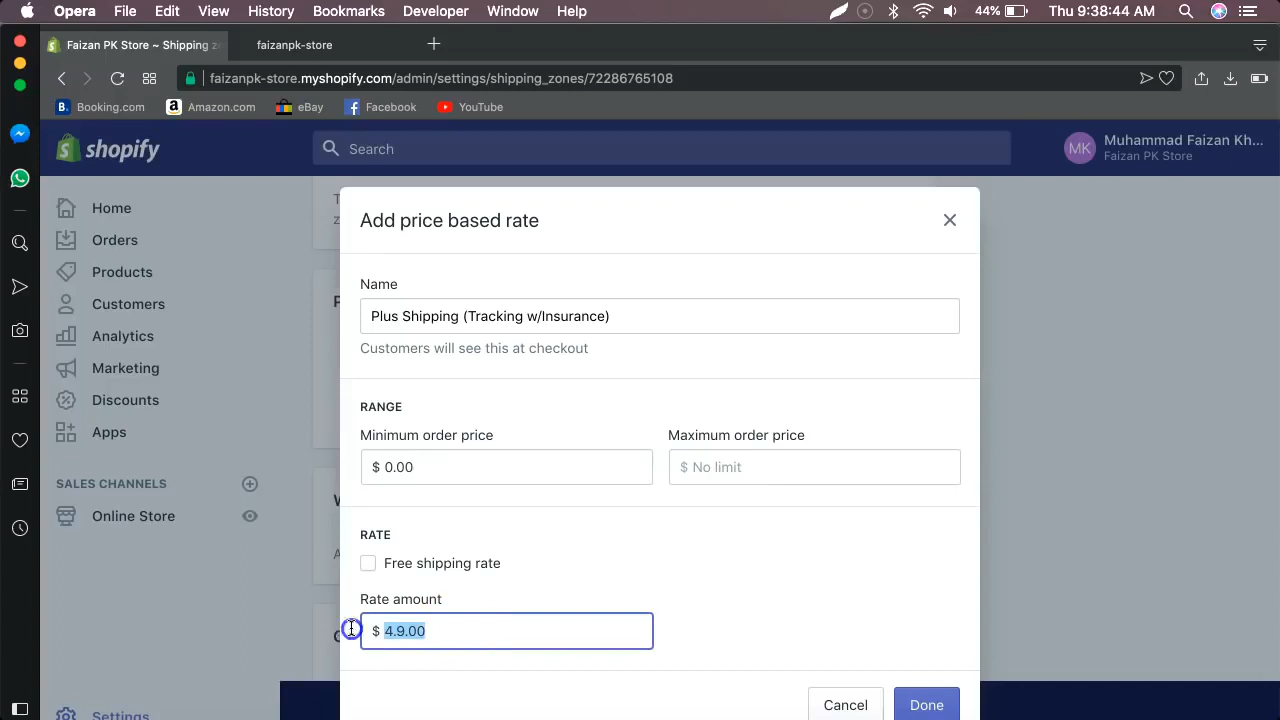 Opera File Edit View History Bookmarks Developer Window Help 44% Thu 9:38:44 AM
Faizan PK Store ~ Shipping z
faizanpk-store
faizanpk-store.myshopify.com/admin/settings/shipping_zones/72286765108
B. Booking.com a Amazon.com eBay Facebook YouTube
shopify
Search
MK
Muhammad Faizan Kh...
Faizan PK Store
Home
Orders
Products
Customers
Analytics
Marketing
Discounts
Apps
SALES CHANNELS
Online Store
Settings
Add price based rate
Name
Plus Shipping (Tracking w/Insurance)
Customers will see this at checkout
RANGE
Minimum order price
Maximum order price
$ 0.00
$ No limit
RATE
Free shipping rate
Rate amount
$ 4.9.00
Cancel
Done